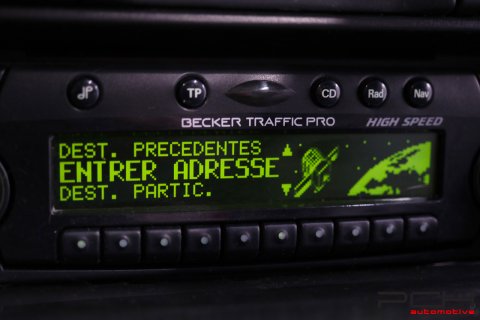 TP
CD
Rad
Nav
BECKER TRAFFIC PRO
HIGH SPEED
DEST. PRECEDENTES
ENTRER ADRESSE
DEST. PARTIC.
automotive